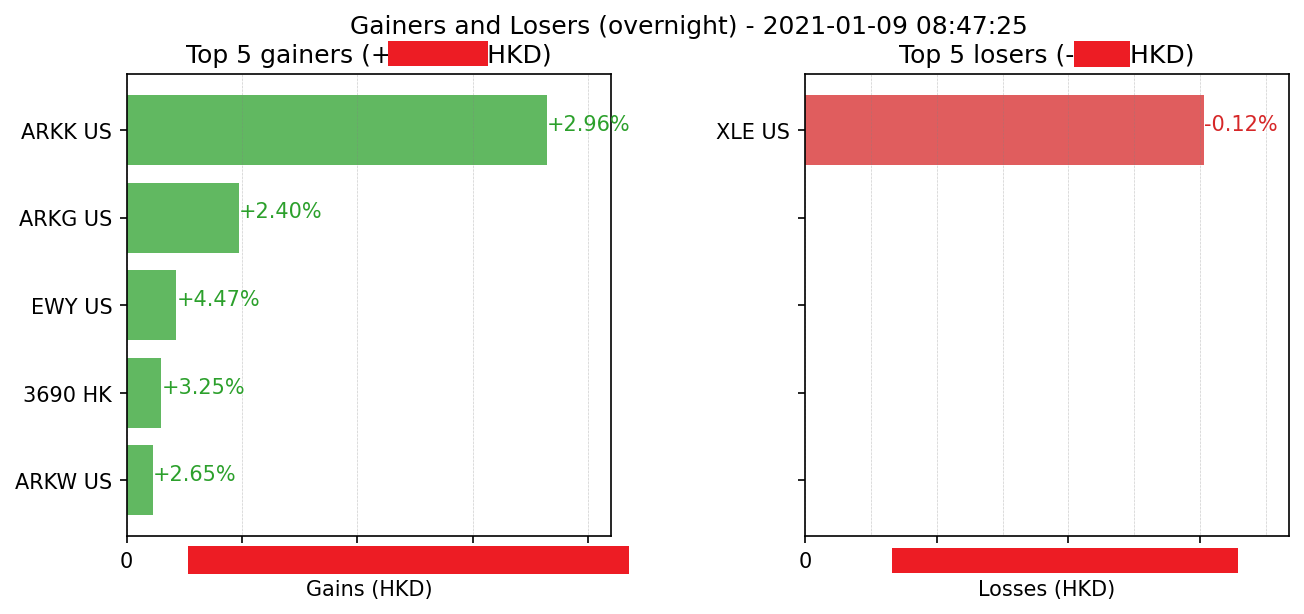 Gainers and Losers (overnight) - 2021-01-09 08:47:25
Top 5 gainers (+ HKD)
ARKK US
+2.96%
ARKG US
+2.40%
EWY US
+4.47%
3690 HK
+3.25%
ARKW US
+2.65%
0
Gains (HKD)
Top 5 losers (- HKD)
XLE US
-0.12%
0
Losses (HKD)